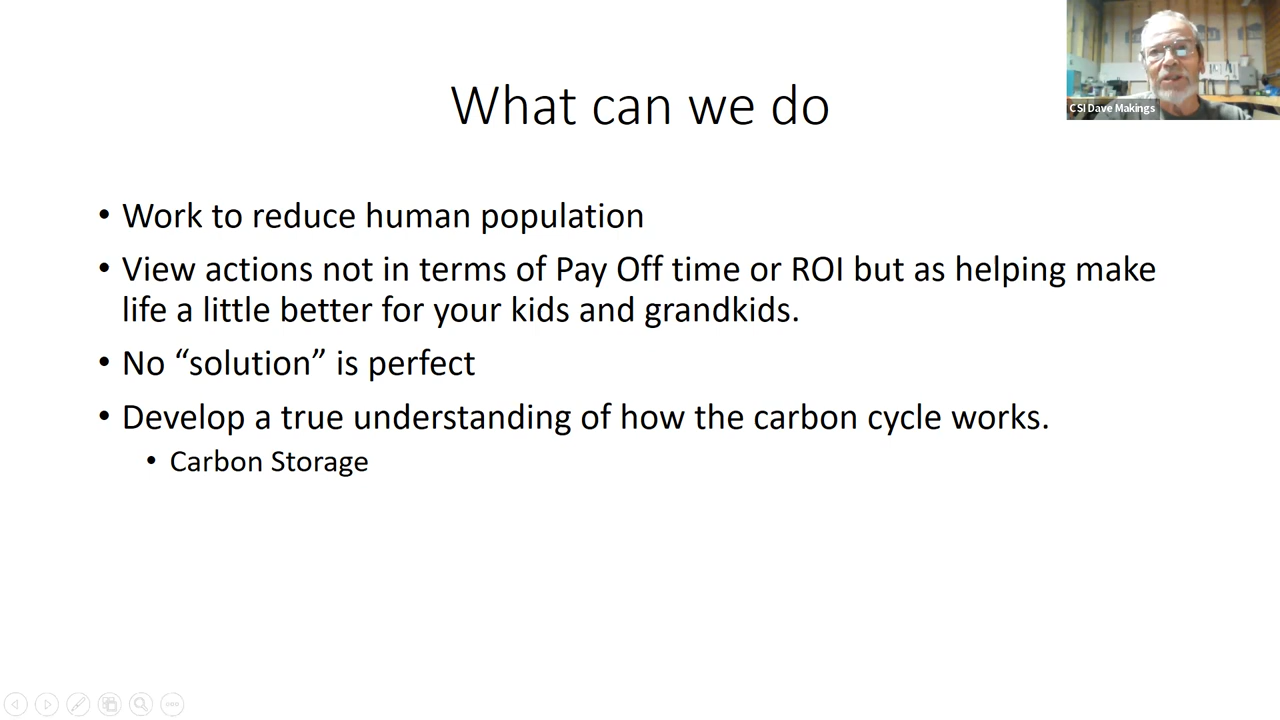 CSI Dave Makings
What can we do
• Work to reduce human population
• View actions not in terms of Pay Off time or ROI but as helping make
life a little better for your kids and grandkids.
• No “solution” is perfect
• Develop a true understanding of how the carbon cycle works.
• Carbon Storage